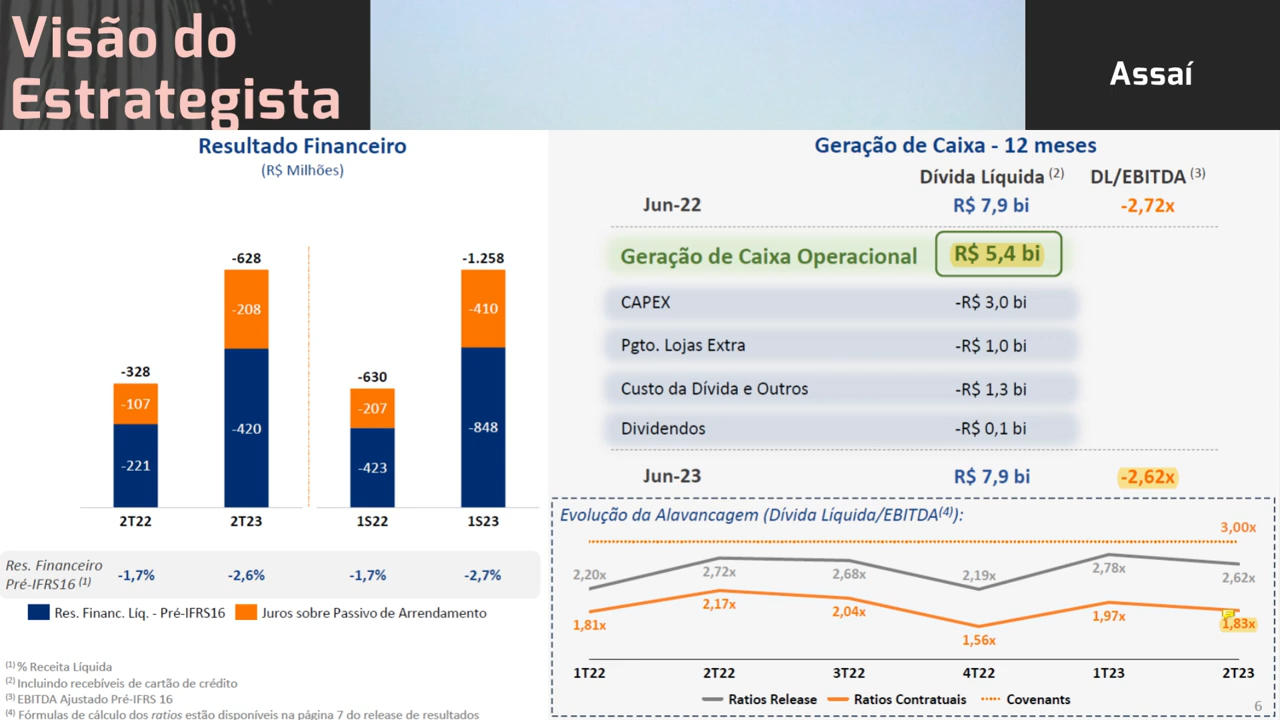 Visão do
Estrategista
Assaí
Resultado Financeiro
(R$ Milhões)
-628
-208
-420
-1.258
-410
-848
-328
-107
-221
-630
-207
-423
2T22
2T23
1S22
1S23
Res. Financeiro
Pré-IFRS16 (1)
-1,7%
-2,6%
-1,7%
-2,7%
Res. Financ. Líq. - Pré-IFRS16
Juros sobre Passivo de Arrendamento
(1) % Receita Líquida
(2) Incluindo recebíveis de cartão de crédito
(3) EBITDA Ajustado Pré-IFRS 16
(4) Fórmulas de cálculo dos ratios estão disponíveis na página 7 do release de resultados
Geração de Caixa - 12 meses
Dívida Líquida (2) DL/EBITDA (3)
Jun-22 R$ 7,9 bi -2,72x
Geração de Caixa Operacional R$ 5,4 bi
CAPEX -R$ 3,0 bi
Pgto. Lojas Extra -R$ 1,0 bi
Custo da Dívida e Outros -R$ 1,3 bi
Dividendos -R$ 0,1 bi
Jun-23 R$ 7,9 bi -2,62x
Evolução da Alavancagem (Dívida Líquida/EBITDA(4)):
3,00x
2,20x 2,72x 2,68x 2,19x 2,78x 2,62x
1,81x 2,17x 2,04x 1,56x 1,97x 1,83x
1T22 2T22 3T22 4T22 1T23 2T23
Ratios Release Ratios Contratuais Covenants
6